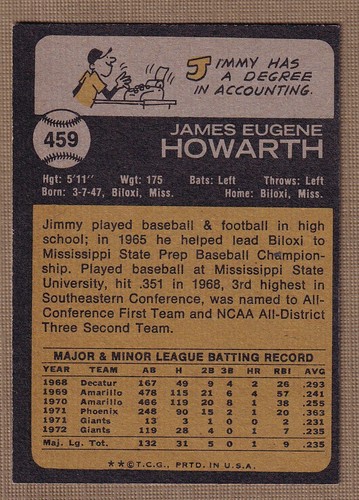 JIMMY HAS
A DEGREE
IN ACCOUNTING.
459
JAMES EUGENE
HOWARTH
Hgt: 5'11" Wgt: 175 Bats: Left Throws: Left
Born: 3-7-47, Biloxi, Miss. Home: Biloxi, Miss.
Jimmy played baseball & football in high
school; in 1965 he helped lead Biloxi to
Mississippi State Prep Baseball Champion-
ship. Played baseball at Mississippi State
University, hit .351 in 1968, 3rd highest in
Southeastern Conference, was named to All-
Conference First Team and NCAA All-District
Three Second Team.
MAJOR & MINOR LEAGUE BATTING RECORD
YEAR TEAM AB H 2B 3B HR RBI AVG
1968 Decatur 167 49 9 4 2 26 .293
1969 Amarillo 478 115 21 6 4 57 .241
1970 Amarillo 466 119 20 8 1 38 .255
1971 Phoenix 248 90 15 2 1 20 .363
1971 Giants 13 3 1 0 0 2 .231
1972 Giants 119 28 4 0 1 7 .235
Maj. Lg. Tot. 132 31 5 0 1 9 .235
**©T.C.G., PRTD. IN U.S.A.